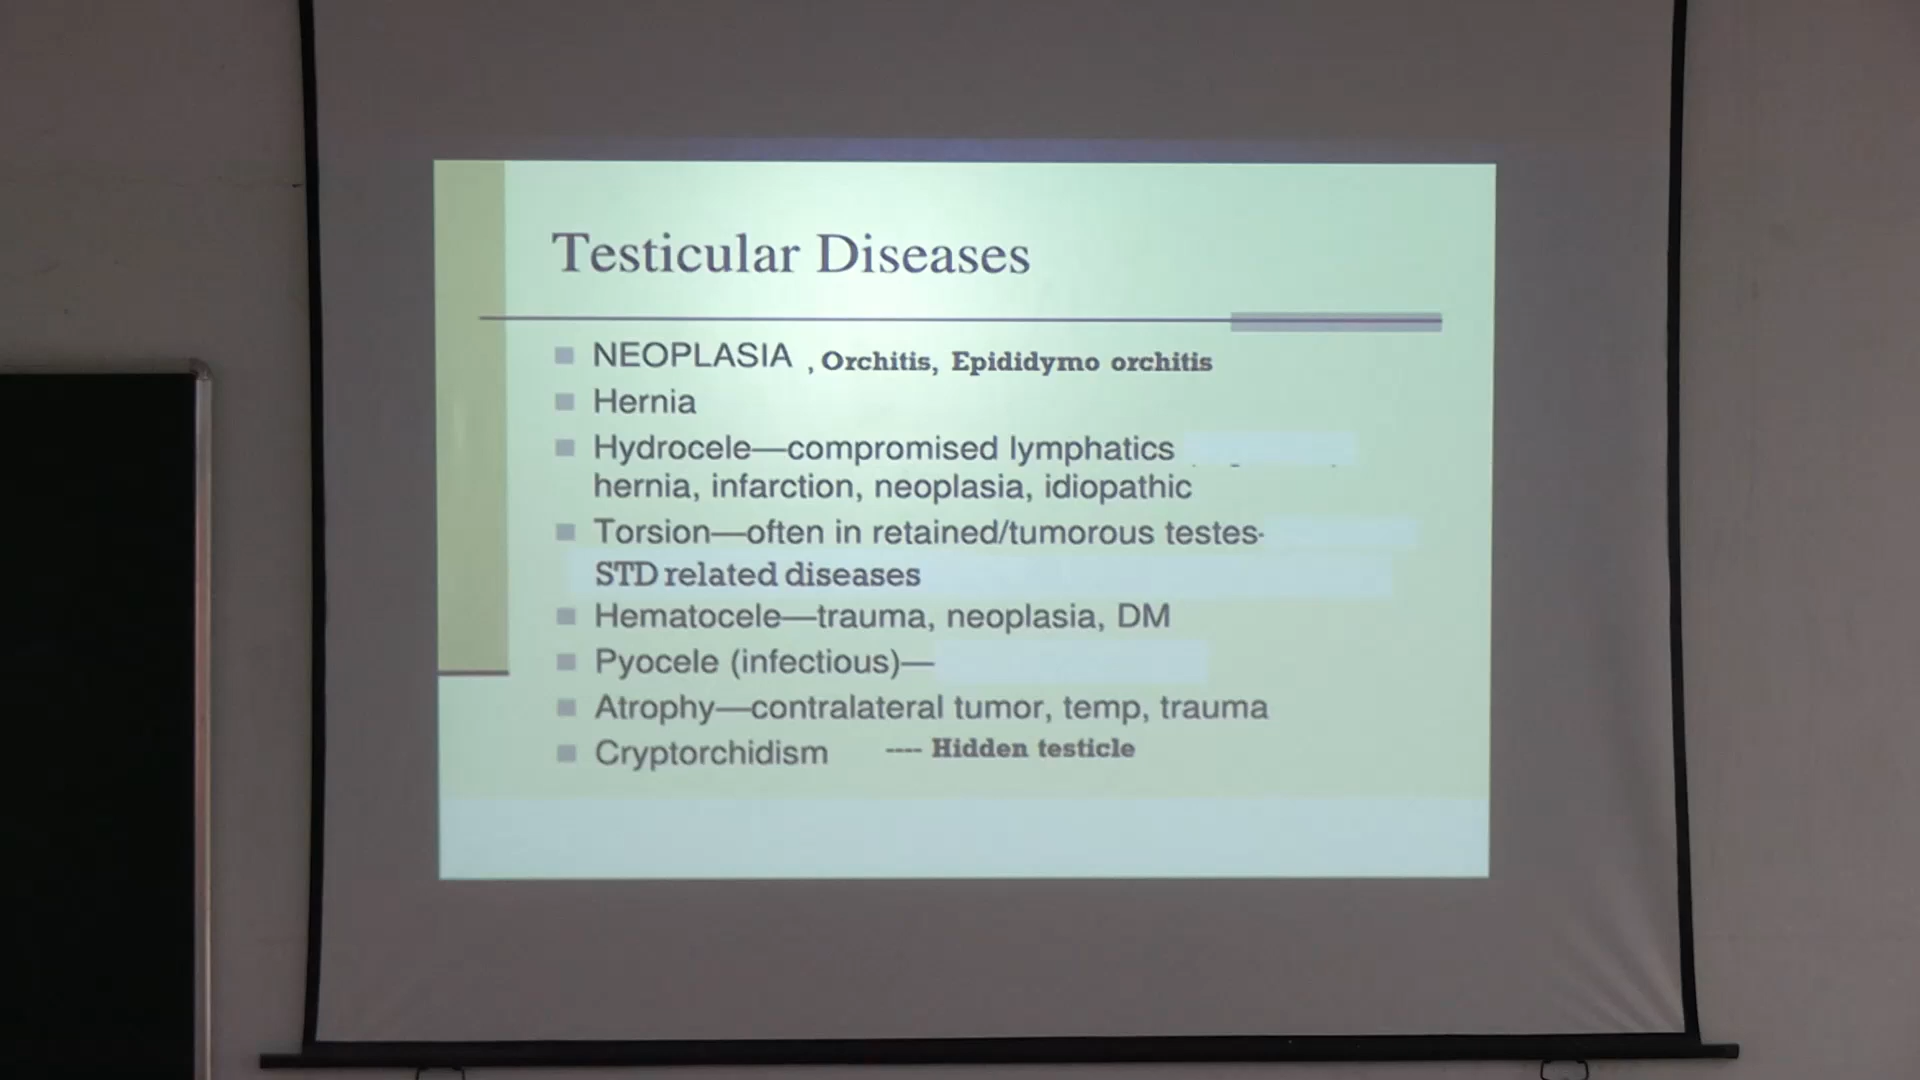 Testicular Diseases
NEOPLASIA , Orchitis, Epididymo orchitis
Hernia
Hydrocele—compromised lymphatics
hernia, infarction, neoplasia, idiopathic
Torsion—often in retained/tumorous testes-
STD related diseases
Hematocele—trauma, neoplasia, DM
Pyocele (infectious)—
Atrophy—contralateral tumor, temp, trauma
Cryptorchidism ---- Hidden testicle